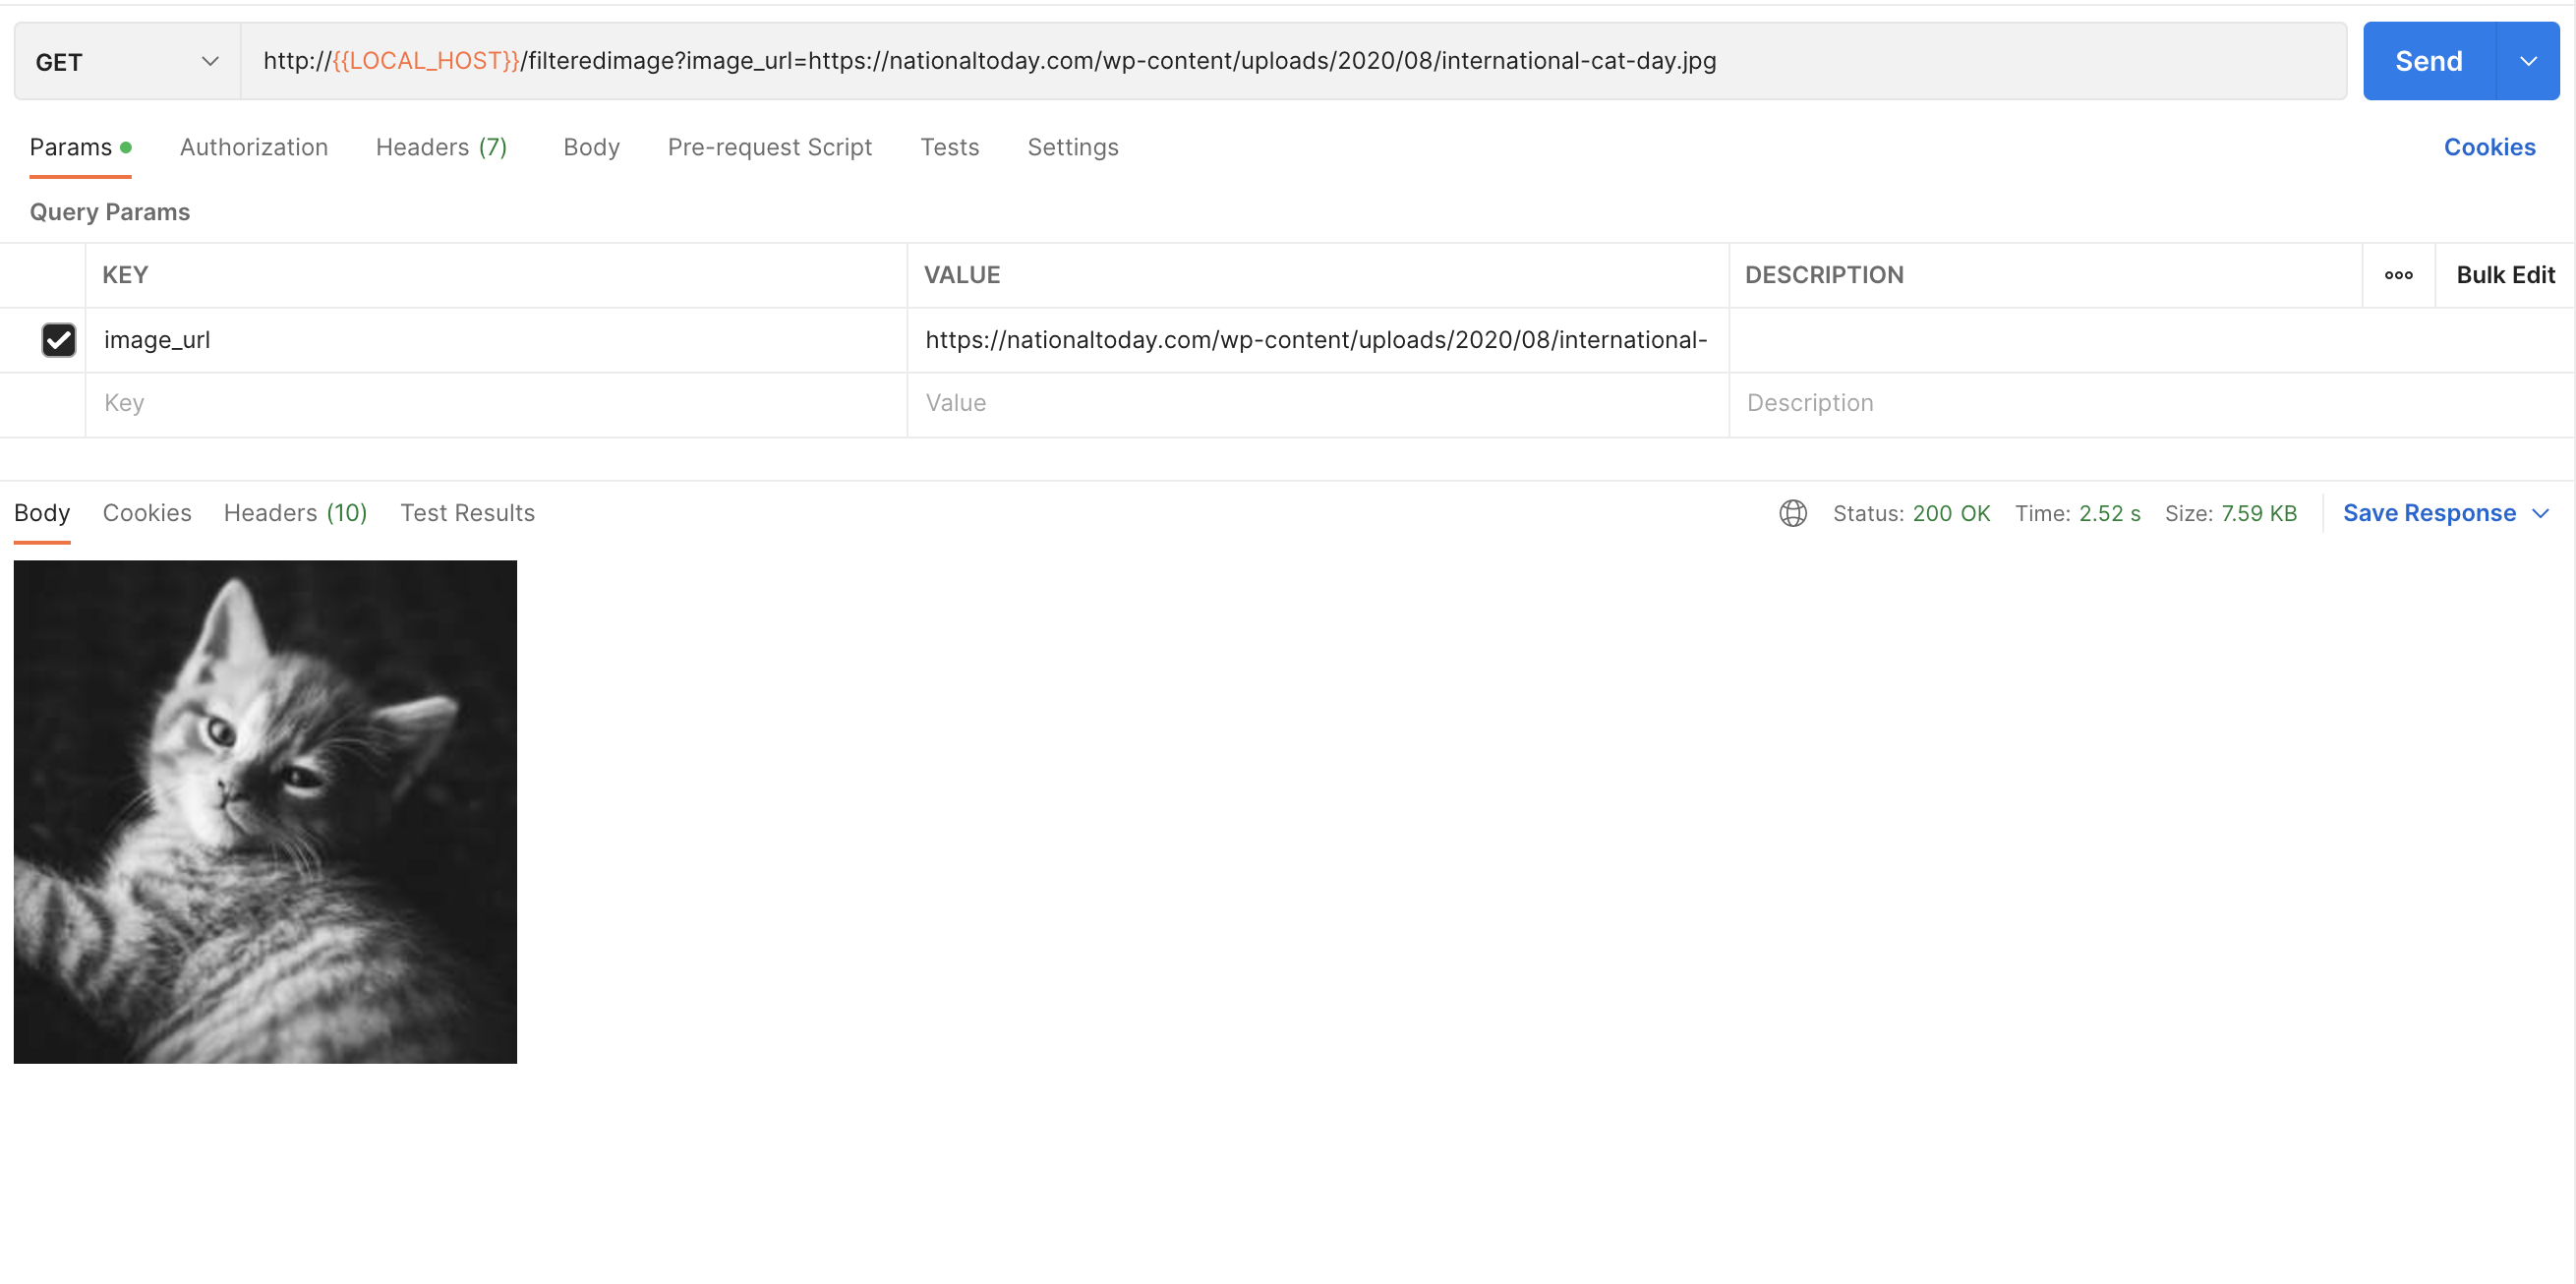 GET http://{{LOCAL_HOST}}/filteredimage?image_url=https://nationaltoday.com/wp-content/uploads/2020/08/international-cat-day.jpg Send
Params Authorization Headers (7) Body Pre-request Script Tests Settings Cookies
Query Params
KEY VALUE DESCRIPTION Bulk Edit
image_url https://nationaltoday.com/wp-content/uploads/2020/08/international-
Key Value Description
Body Cookies Headers (10) Test Results Status: 200 OK Time: 2.52 s Size: 7.59 KB Save Response